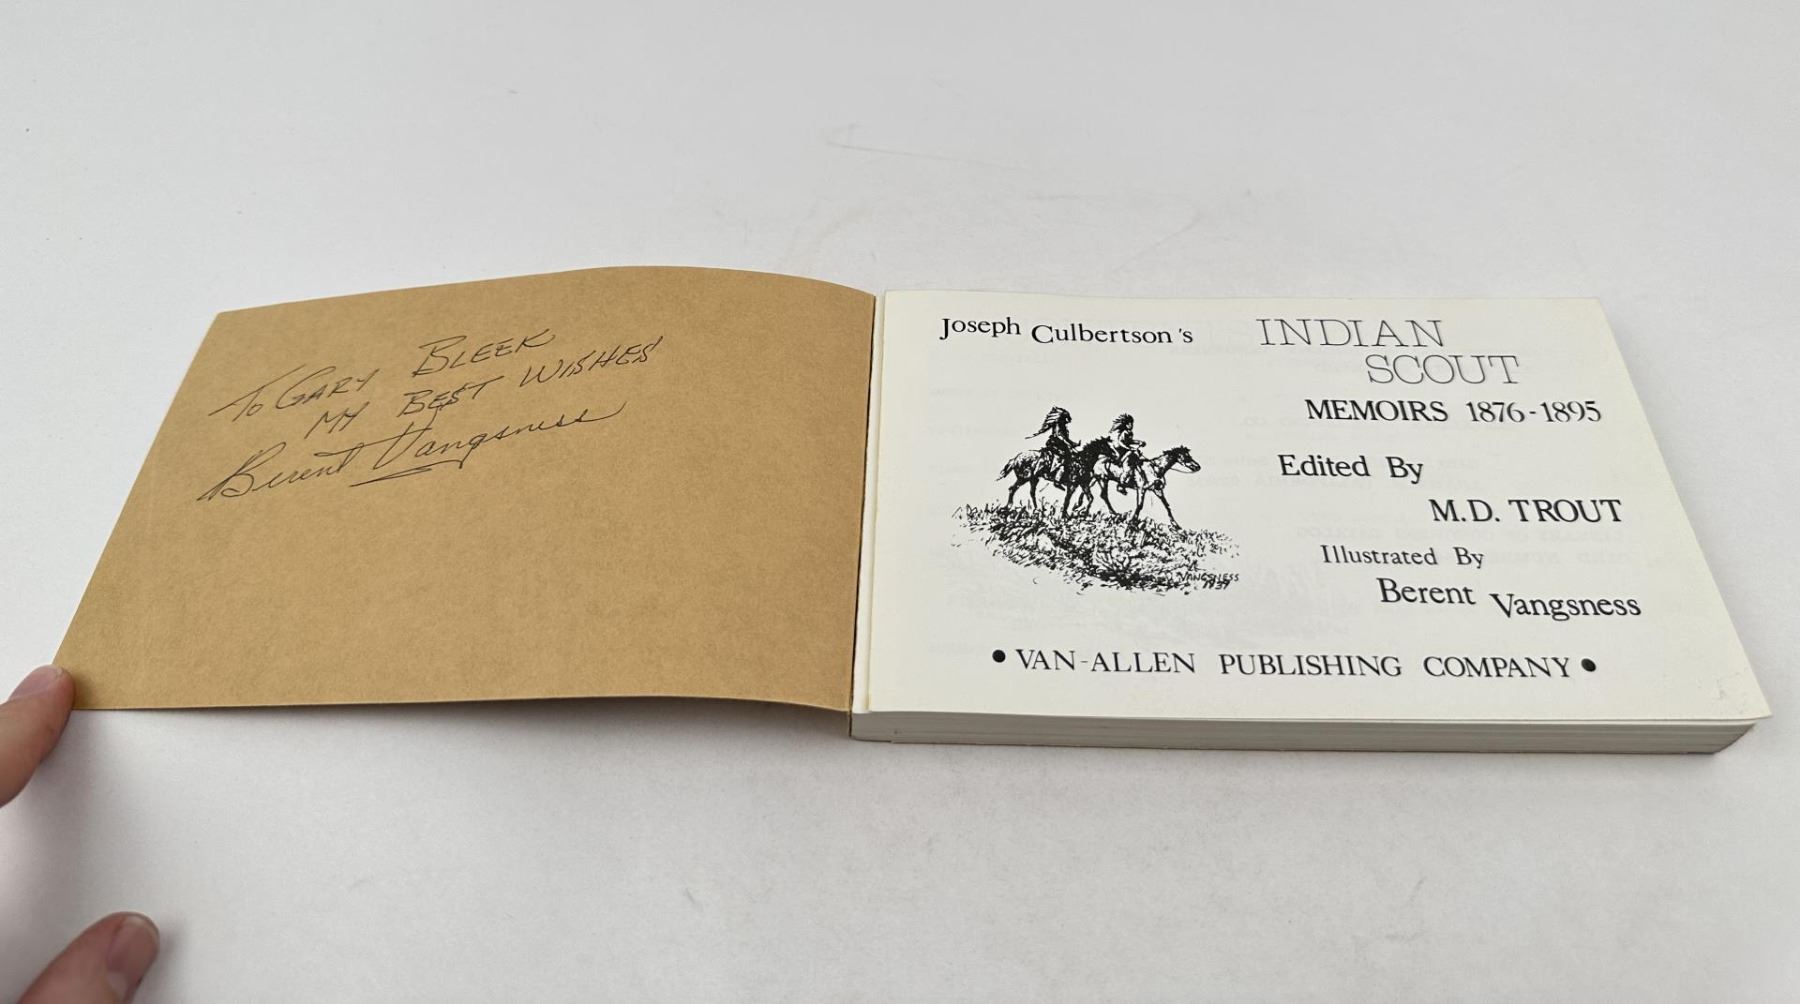 To GARY BLEEK
MY BEST WISHES
Berent Vangsness
Joseph Culbertson's
INDIAN
SCOUT
MEMOIRS 1876-1895
Edited By
M.D. TROUT
Illustrated By
Berent Vangsness
VANGSNESS
• VAN-ALLEN PUBLISHING COMPANY •